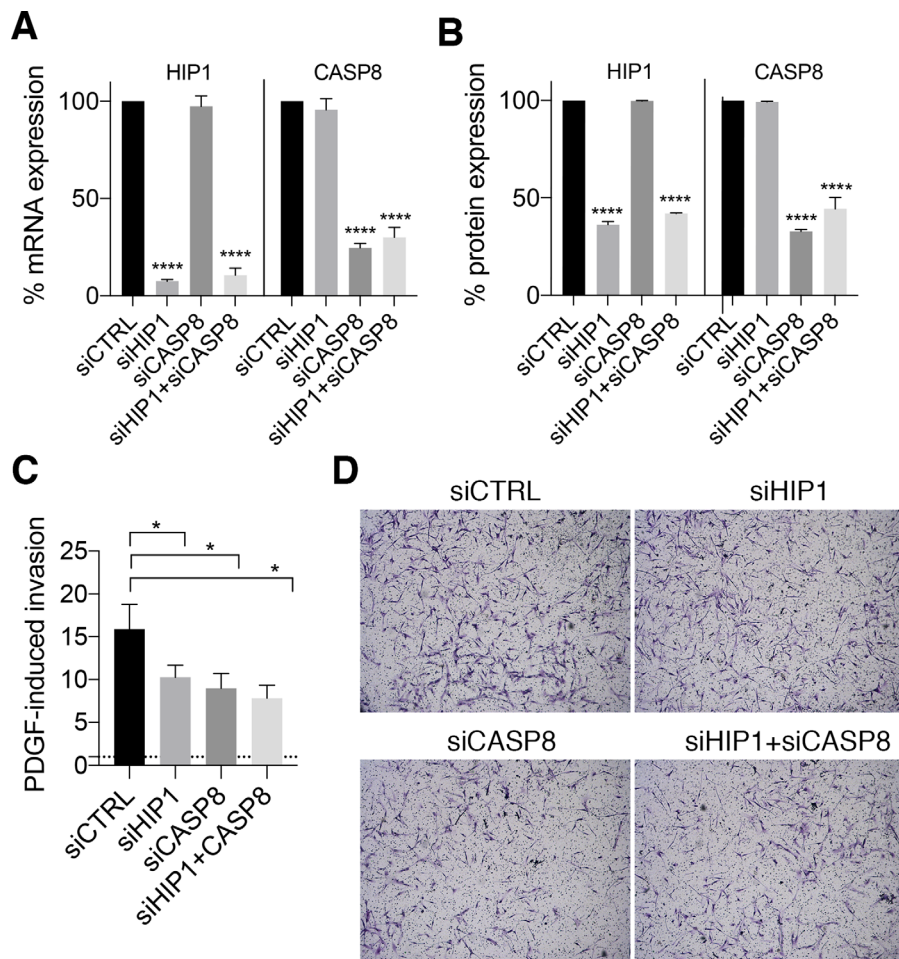 A
HIP1 CASP8
% mRNA expression
100
50
0
**** **** **** ****
siCTRL siHIP1 siCASP8 siHIP1+siCASP8 siCTRL siHIP1 siCASP8 siHIP1+siCASP8
B
HIP1 CASP8
% protein expression
100
50
0
**** **** **** ****
siCTRL siHIP1 siCASP8 siHIP1+siCASP8 siCTRL siHIP1 siCASP8 siHIP1+siCASP8
C
PDGF-induced invasion
*
*
*
25
20
15
10
5
0
siCTRL siHIP1 siCASP8 siHIP1+CASP8
D
siCTRL siHIP1
siCASP8 siHIP1+siCASP8